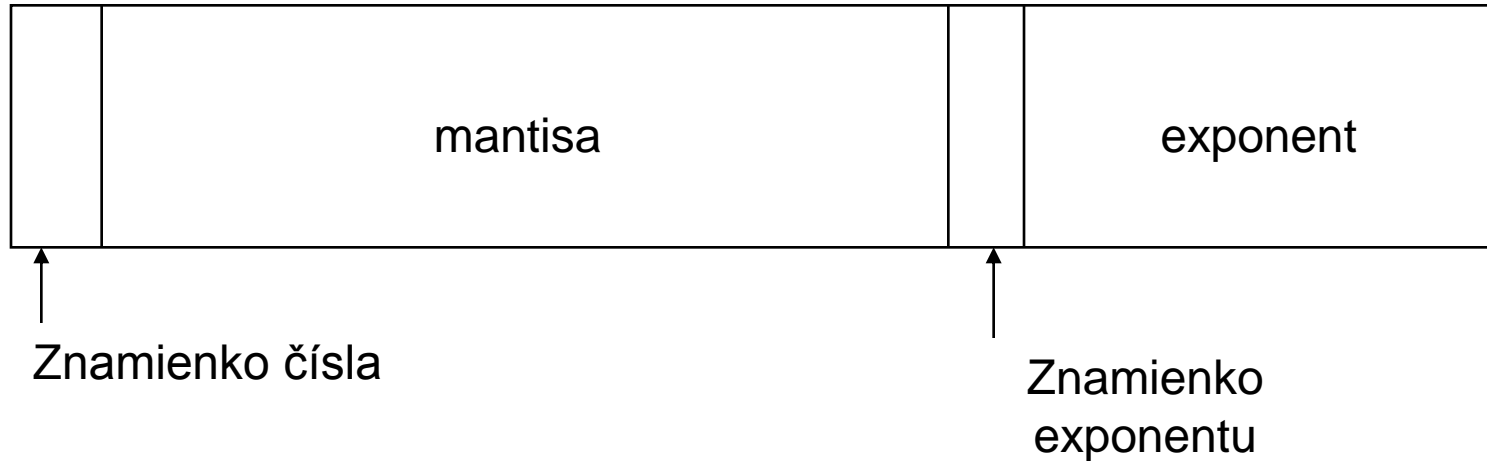 mantisa
exponent
Znamienko čísla
Znamienko
exponentu